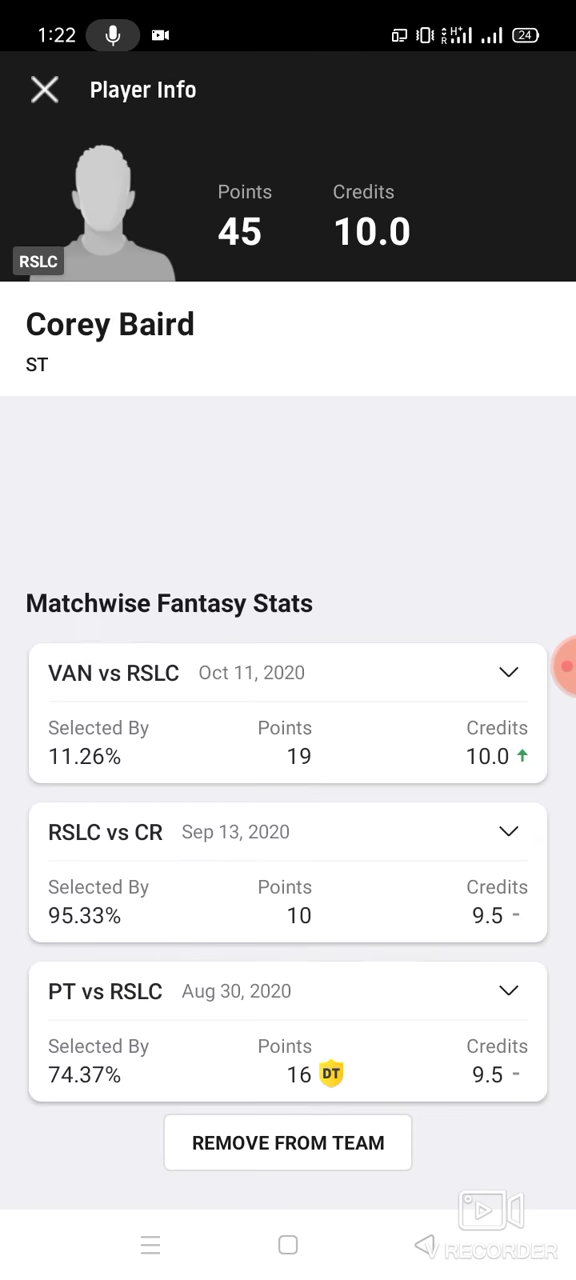 1:22
R H+ 24
Player Info
Points Credits
45 10.0
RSLC
Corey Baird
ST
Matchwise Fantasy Stats
VAN vs RSLC Oct 11, 2020
Selected By Points Credits
11.26% 19 10.0
RSLC vs CR Sep 13, 2020
Selected By Points Credits
95.33% 10 9.5 -
PT vs RSLC Aug 30, 2020
Selected By Points Credits
74.37% 16 DT 9.5 -
REMOVE FROM TEAM
V RECORDER